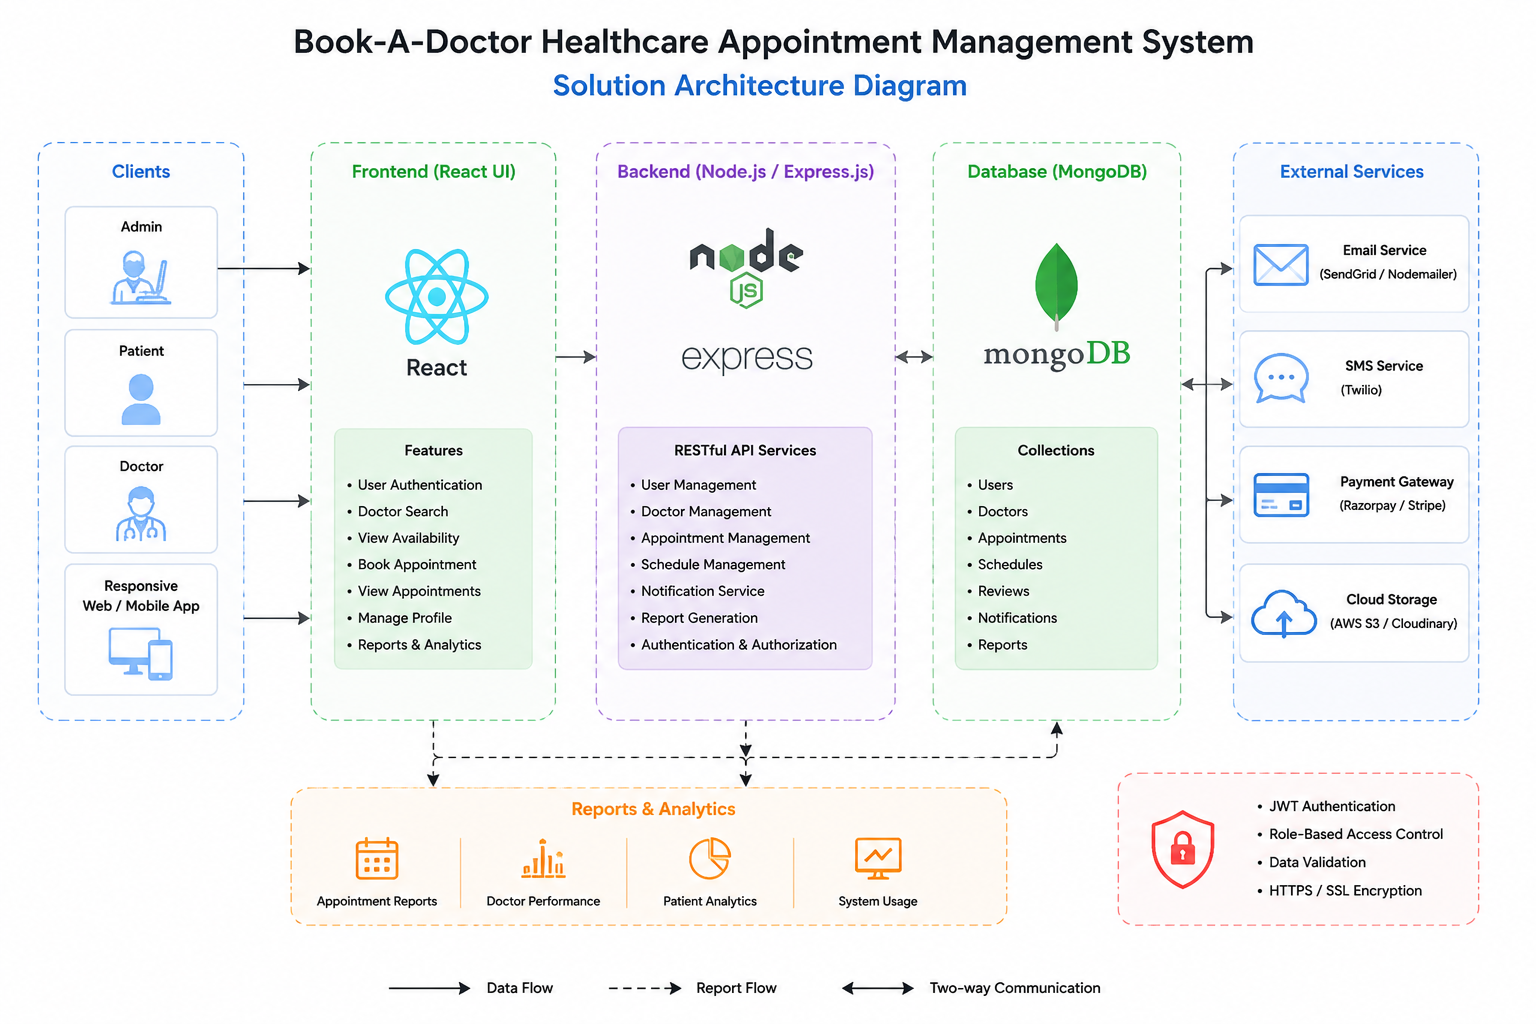 Book-A-Doctor Healthcare Appointment Management System
Solution Architecture Diagram
Clients
Admin
Patient
Doctor
Responsive
Web / Mobile App
Frontend (React UI)
React
Features
• User Authentication
• Doctor Search
• View Availability
• Book Appointment
• View Appointments
• Manage Profile
• Reports & Analytics
Backend (Node.js / Express.js)
node
JS
express
RESTful API Services
• User Management
• Doctor Management
• Appointment Management
• Schedule Management
• Notification Service
• Report Generation
• Authentication & Authorization
Database (MongoDB)
mongoDB
Collections
• Users
• Doctors
• Appointments
• Schedules
• Reviews
• Notifications
• Reports
External Services
Email Service
(SendGrid / Nodemailer)
SMS Service
(Twilio)
Payment Gateway
(Razorpay / Stripe)
Cloud Storage
(AWS S3 / Cloudinary)
Reports & Analytics
Appointment Reports
Doctor Performance
Patient Analytics
System Usage
• JWT Authentication
• Role-Based Access Control
• Data Validation
• HTTPS / SSL Encryption
Data Flow
Report Flow
Two-way Communication